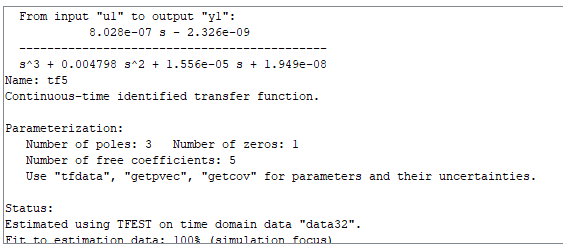 From input "u1" to output "y1":
8.028e-07 s - 2.326e-09
-----------------------------------------------
s^3 + 0.004798 s^2 + 1.556e-05 s + 1.949e-08
Name: tf5
Continuous-time identified transfer function.
Parameterization:
Number of poles: 3   Number of zeros: 1
Number of free coefficients: 5
Use "tfdata", "getpvec", "getcov" for parameters and their uncertainties.
Status:
Estimated using TFEST on time domain data "data32".
Fit to estimation data: 100% (simulation focus)